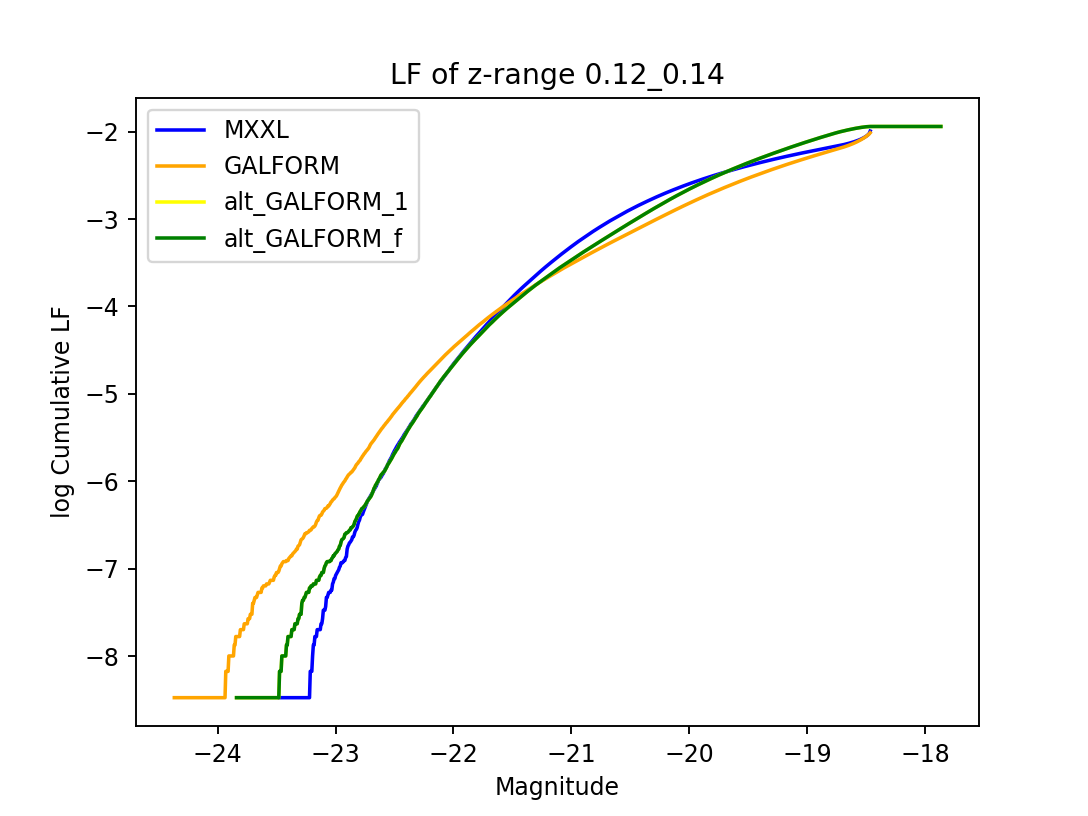 LF of z-range 0.12_0.14
MXXL
GALFORM
alt_GALFORM_1
alt_GALFORM_f
log Cumulative LF
−2
−3
−4
−5
−6
−7
−8
−24
−23
−22
−21
−20
−19
−18
Magnitude